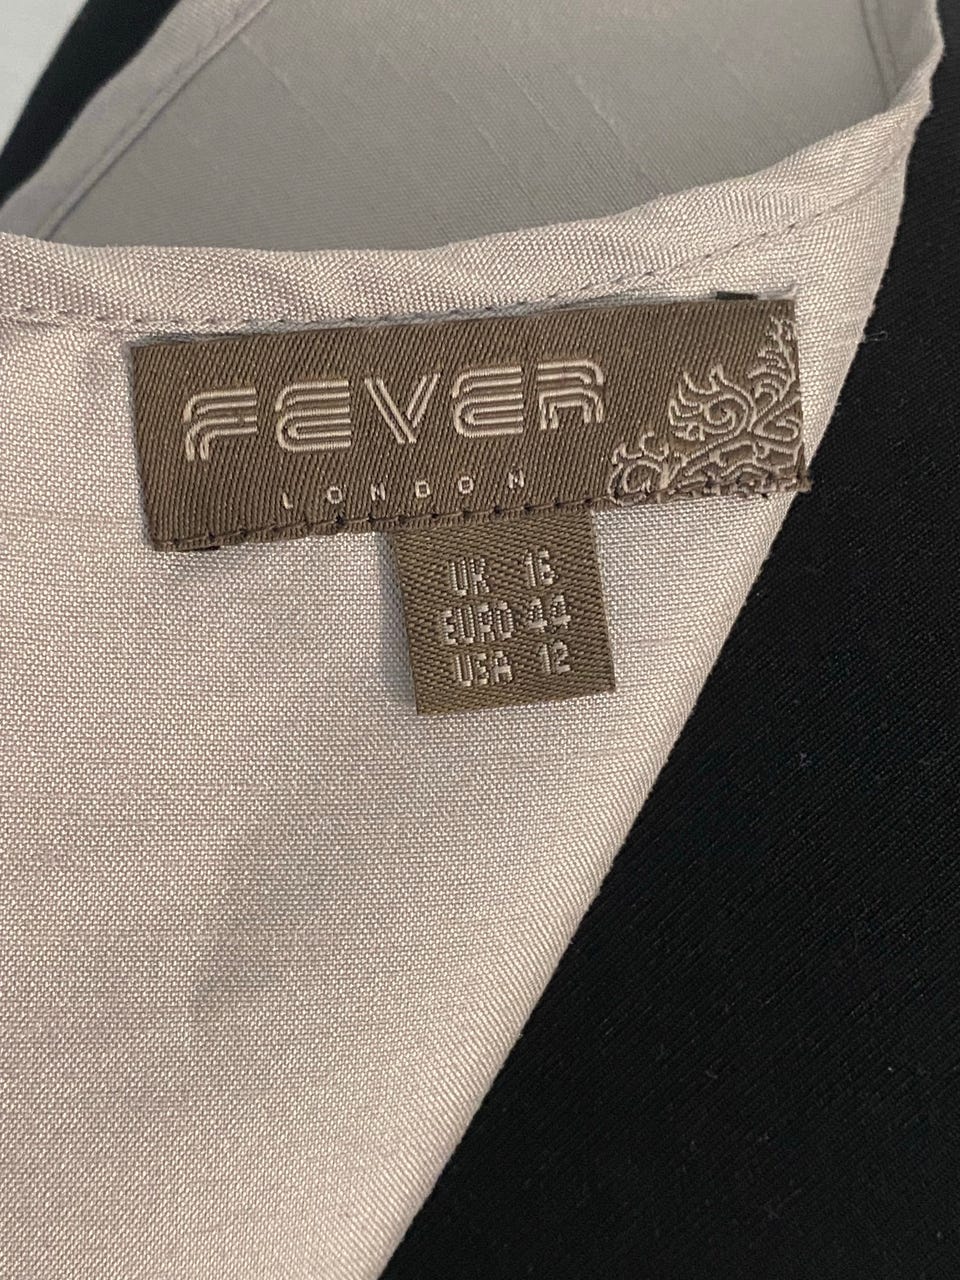 FEVER
LONDON
UK 16
EURO 44
USA 12